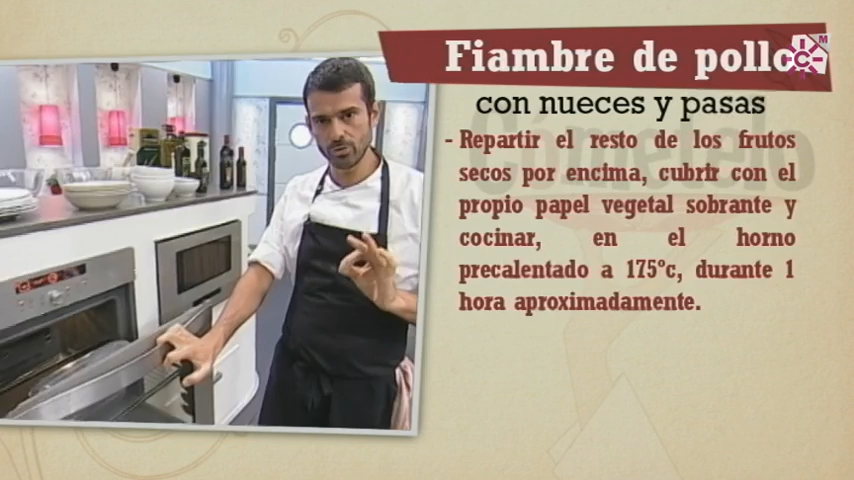 Fiambre de pollo
con nueces y pasas
- Repartir el resto de los frutos
secos por encima, cubrir con el
propio papel vegetal sobrante y
cocinar, en el horno
precalentado a 175ºc, durante 1
hora aproximadamente.
Cómetelo